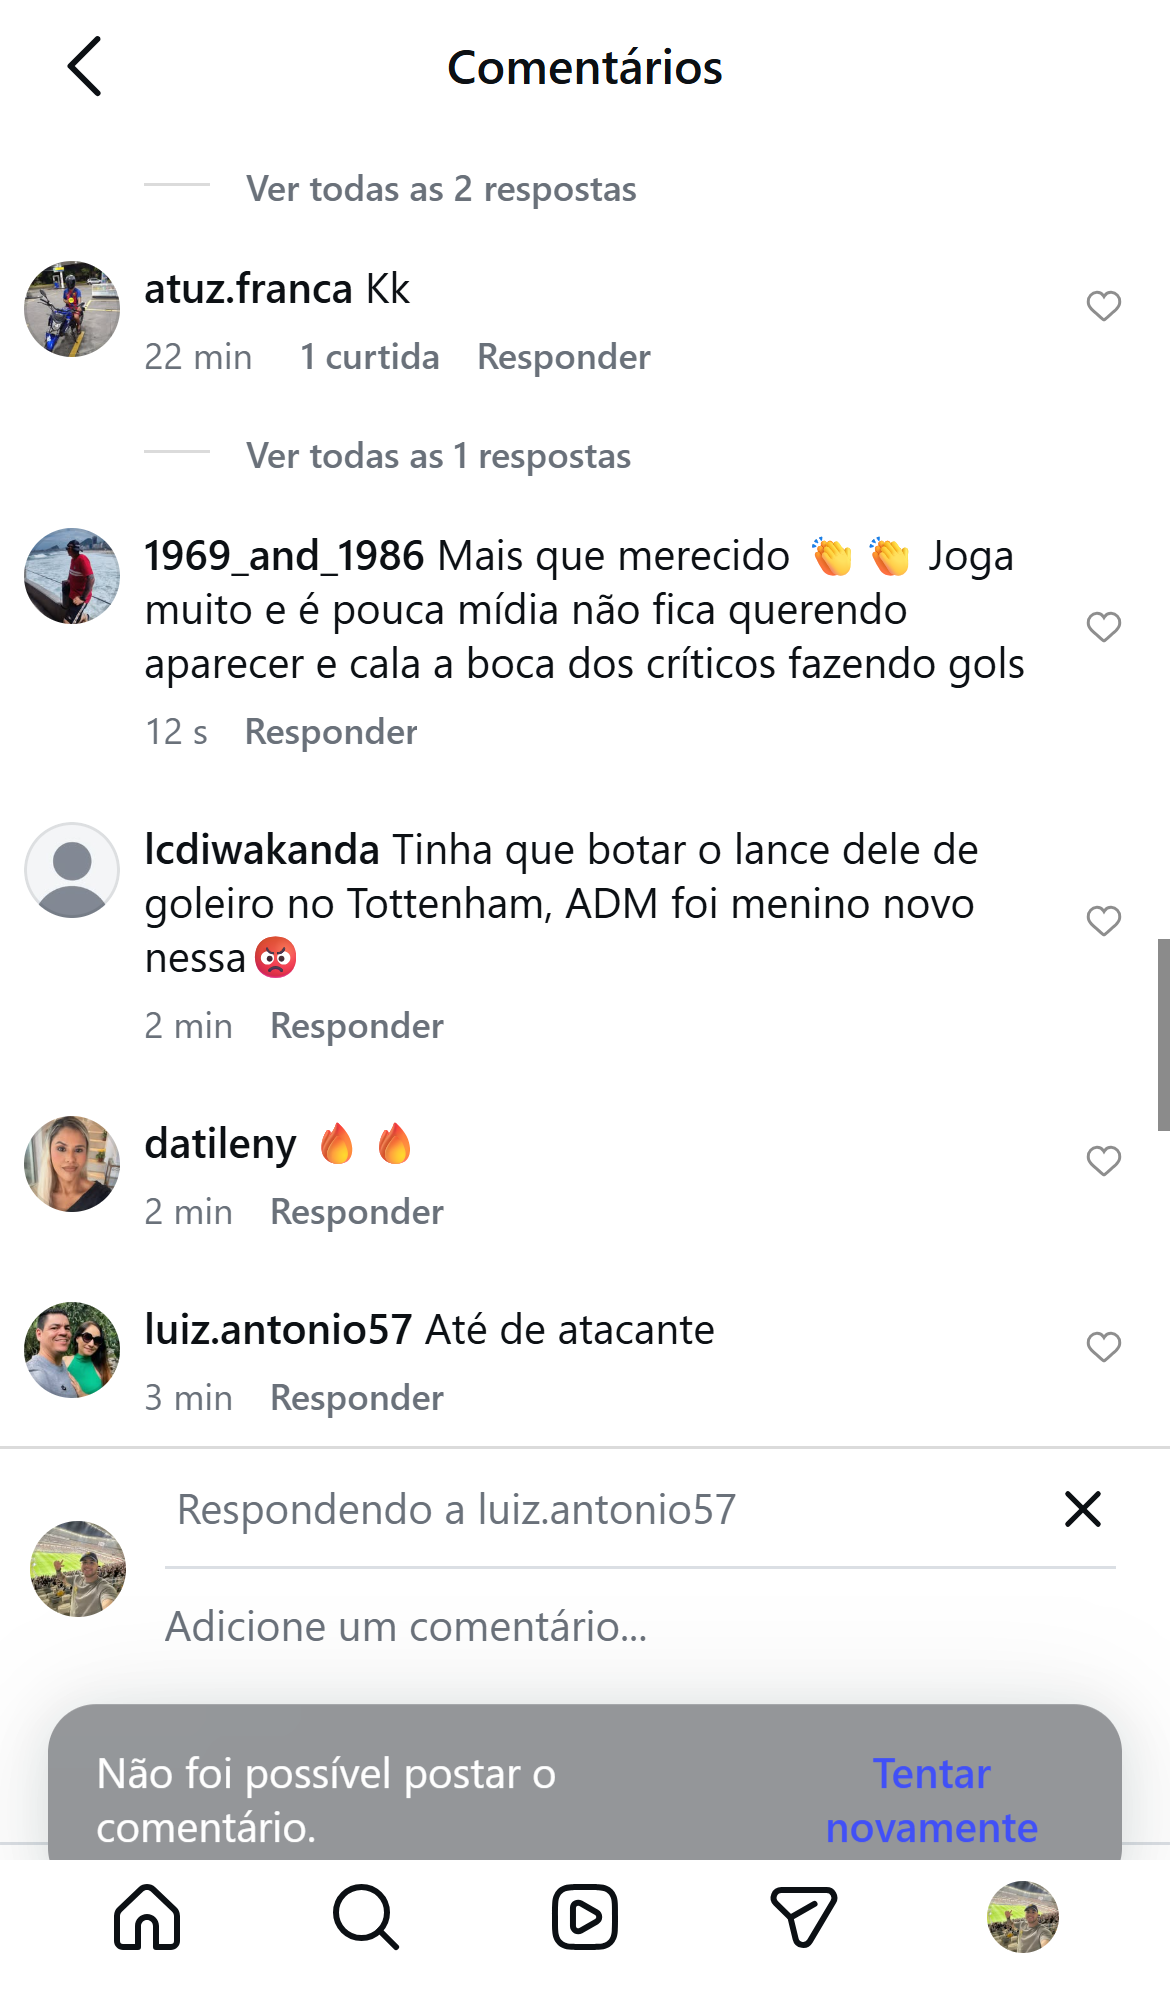 Comentários
Ver todas as 2 respostas
atuz.franca Kk
22 min 1 curtida Responder
Ver todas as 1 respostas
1969_and_1986 Mais que merecido 👏 👏 Joga
muito e é pouca mídia não fica querendo
aparecer e cala a boca dos críticos fazendo gols
12 s Responder
lcdiwakanda Tinha que botar o lance dele de
goleiro no Tottenham, ADM foi menino novo
nessa😡
2 min Responder
datileny 🔥 🔥
2 min Responder
luiz.antonio57 Até de atacante
3 min Responder
Respondendo a luiz.antonio57
Adicione um comentário...
Não foi possível postar o
comentário.
Tentar
novamente